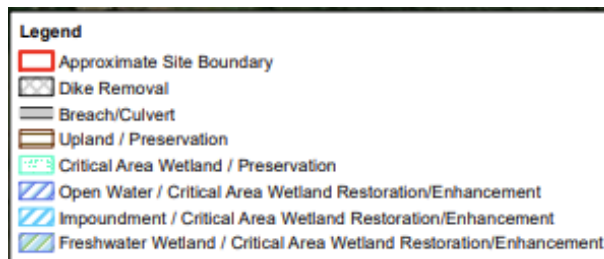 Legend
Approximate Site Boundary
Dike Removal
Breach/Culvert
Upland / Preservation
Critical Area Wetland / Preservation
Open Water / Critical Area Wetland Restoration/Enhancement
Impoundment / Critical Area Wetland Restoration/Enhancement
Freshwater Wetland / Critical Area Wetland Restoration/Enhancement